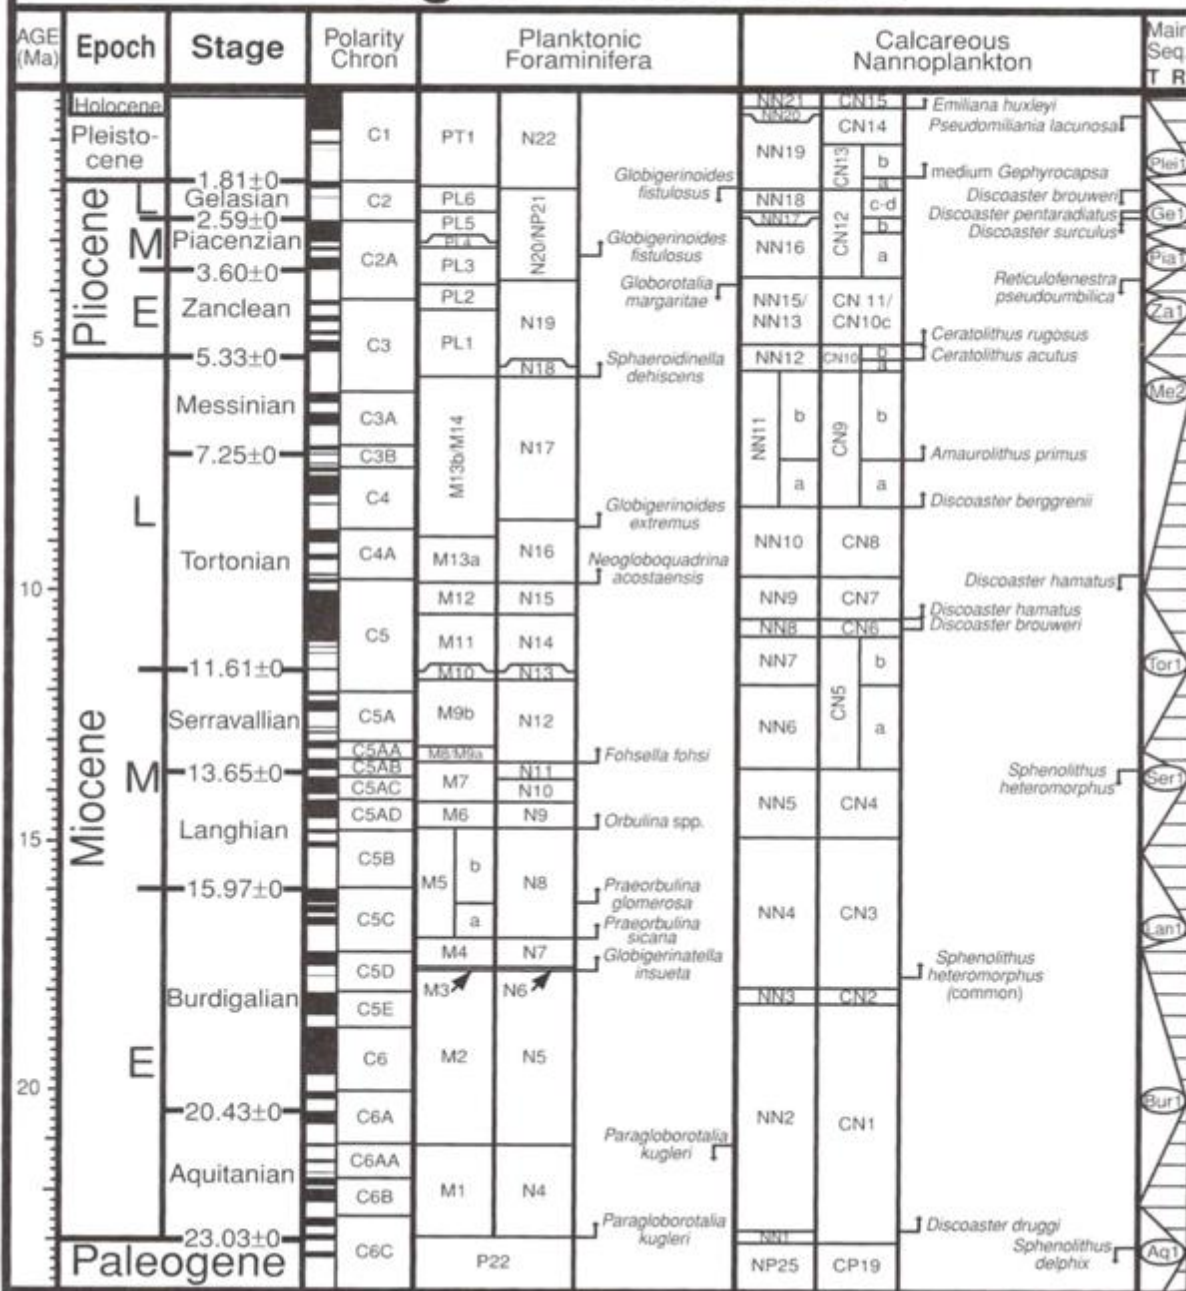 AGE
(Ma)
Epoch
Stage
Polarity
Chron
Planktonic
Foraminifera
Calcareous
Nannoplankton
Main
Seq.
T R
5
10
15
20
Holocene
Pleisto-
cene
Pliocene
L
M
E
Miocene
L
M
E
Paleogene
1.81±0
Gelasian
2.59±0
Piacenzian
3.60±0
Zanclean
5.33±0
Messinian
7.25±0
Tortonian
11.61±0
Serravallian
13.65±0
Langhian
15.97±0
Burdigalian
20.43±0
Aquitanian
23.03±0
C1
C2
C2A
C3
C3A
C3B
C4
C4A
C5
C5A
C5AA
C5AB
C5AC
C5AD
C5B
C5C
C5D
C5E
C6
C6A
C6AA
C6B
C6C
PT1
PL6
PL5
PL4
PL3
PL2
PL1
M13b/M14
M13a
M12
M11
M10
M9b
M8/M9a
M7
M6
M5
b
a
M4
M3
M2
M1
P22
N22
N20/NP21
N19
N18
N17
N16
N15
N14
N13
N12
N11
N10
N9
N8
N7
N6
N5
N4
Globigerinoides
fistulosus
Globigerinoides
fistulosus
Globorotalia
margaritae
Sphaeroidinella
dehiscens
Globigerinoides
extremus
Neogloboquadrina
acostaensis
Fohsella fohsi
Orbulina spp.
Praeorbulina
glomerosa
Praeorbulina
sicana
Globigerinatella
insueta
Paragloborotalia
kugleri
Paragloborotalia
kugleri
NN21
NN20
NN19
NN18
NN17
NN16
NN15/
NN13
NN12
NN11
b
a
NN10
NN9
NN8
NN7
NN6
NN5
NN4
NN3
NN2
NN1
NP25
CN15
CN14
CN13
b
a
CN12
c-d
b
a
CN 11/
CN10c
CN10
b
a
CN9
b
a
CN8
CN7
CN6
CN5
b
a
CN4
CN3
CN2
CN1
CP19
Emiliana huxleyi
Pseudomiliania lacunosa
medium Gephyrocapsa
Discoaster brouweri
Discoaster pentaradiatus
Discoaster surculus
Reticulofenestra
pseudoumbilica
Ceratolithus rugosus
Ceratolithus acutus
Amaurolithus primus
Discoaster berggrenii
Discoaster hamatus
Discoaster hamatus
Discoaster brouweri
Sphenolithus
heteromorphus
Sphenolithus
heteromorphus
(common)
Discoaster druggi
Sphenolithus
delphix
Plei1
Ge1
Pia1
Za1
Me2
Tor1
Ser1
Lan1
Bur1
Aq1